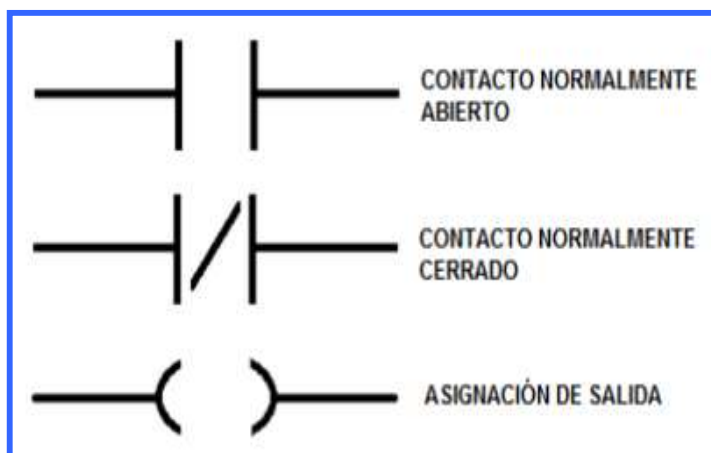 CONTACTO NORMALMENTE
ABIERTO
CONTACTO NORMALMENTE
CERRADO
ASIGNACIÓN DE SALIDA